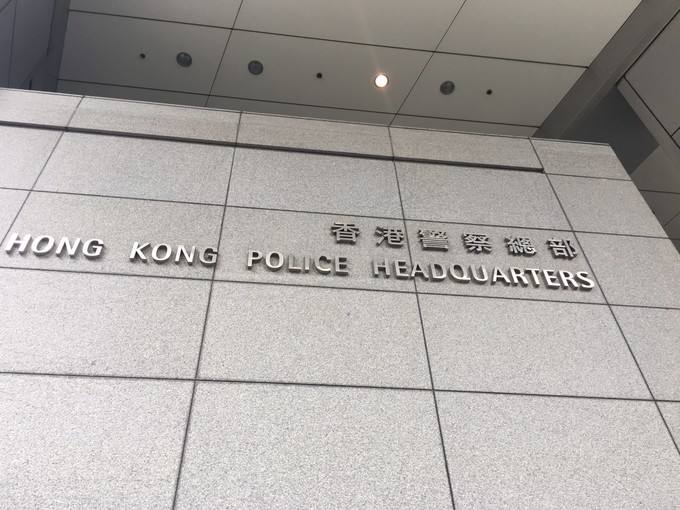 香港警察總部
HONG KONG POLICE HEADQUARTERS